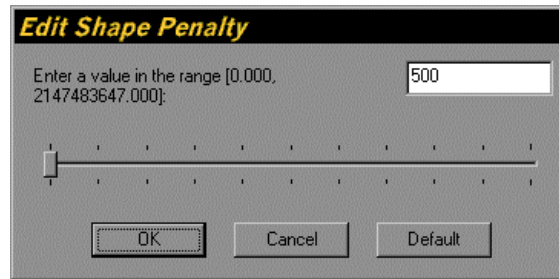 Edit Shape Penalty
Enter a value in the range [0.000,
2147483647.000]:
500
OK
Cancel
Default